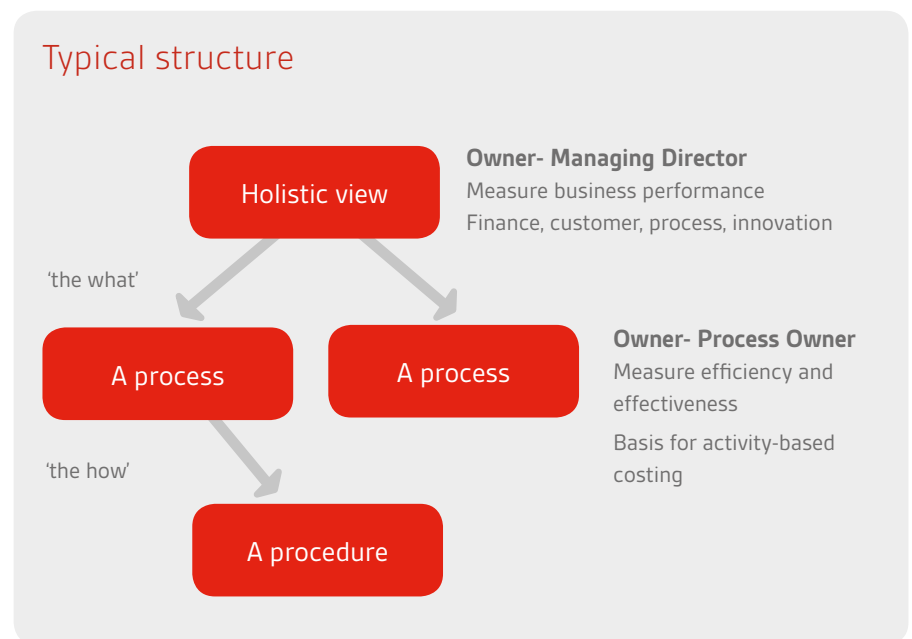 Typical structure
Holistic view
Owner- Managing Director
Measure business performance
Finance, customer, process, innovation
‘the what’
A process
A process
Owner- Process Owner
Measure efficiency and
effectiveness
Basis for activity-based
costing
‘the how’
A procedure